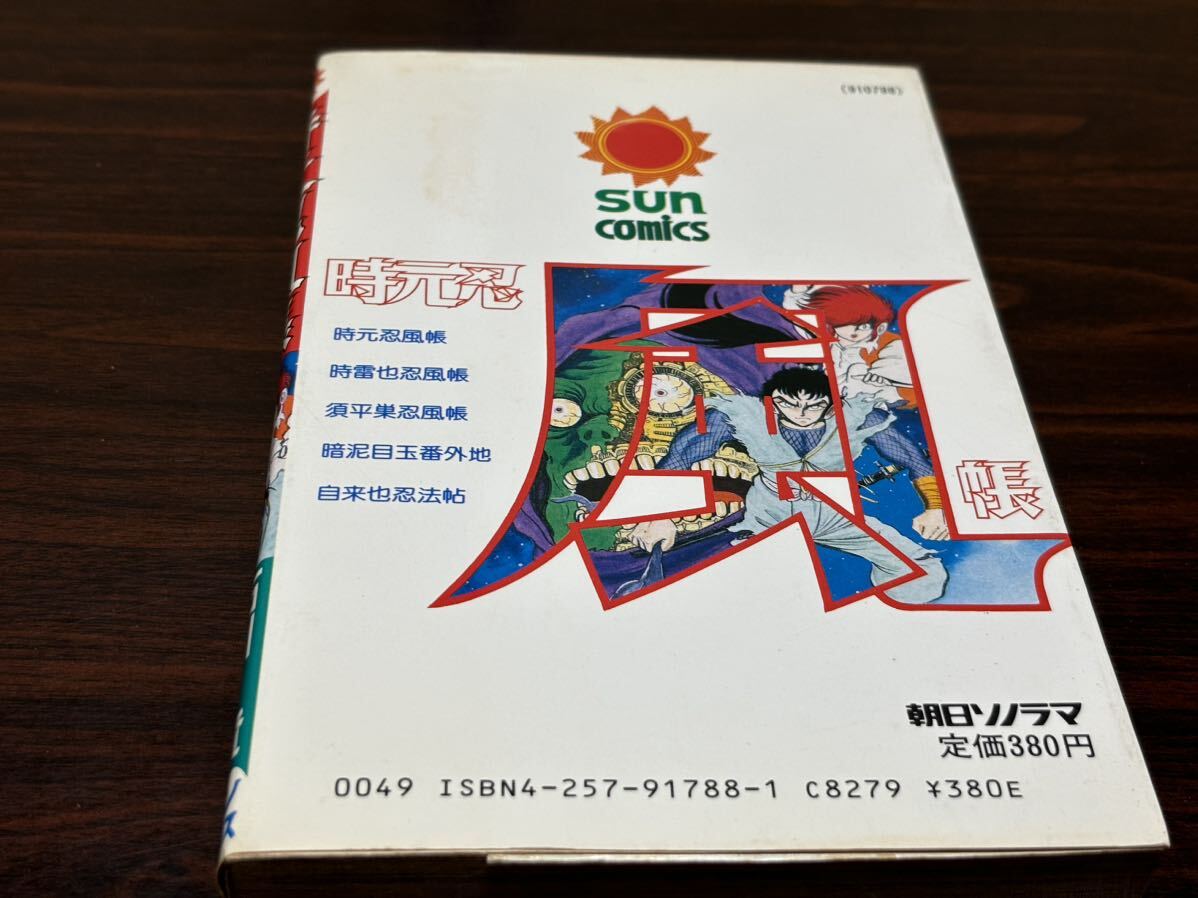 sun
comics
時元忍
風
帳
時元忍風帳
時雷也忍風帳
須平巣忍風帳
暗泥目玉番外地
自来也忍法帖
朝日ソノラマ
定価380円
0049 ISBN4-257-91788-1 C8279 ¥380E